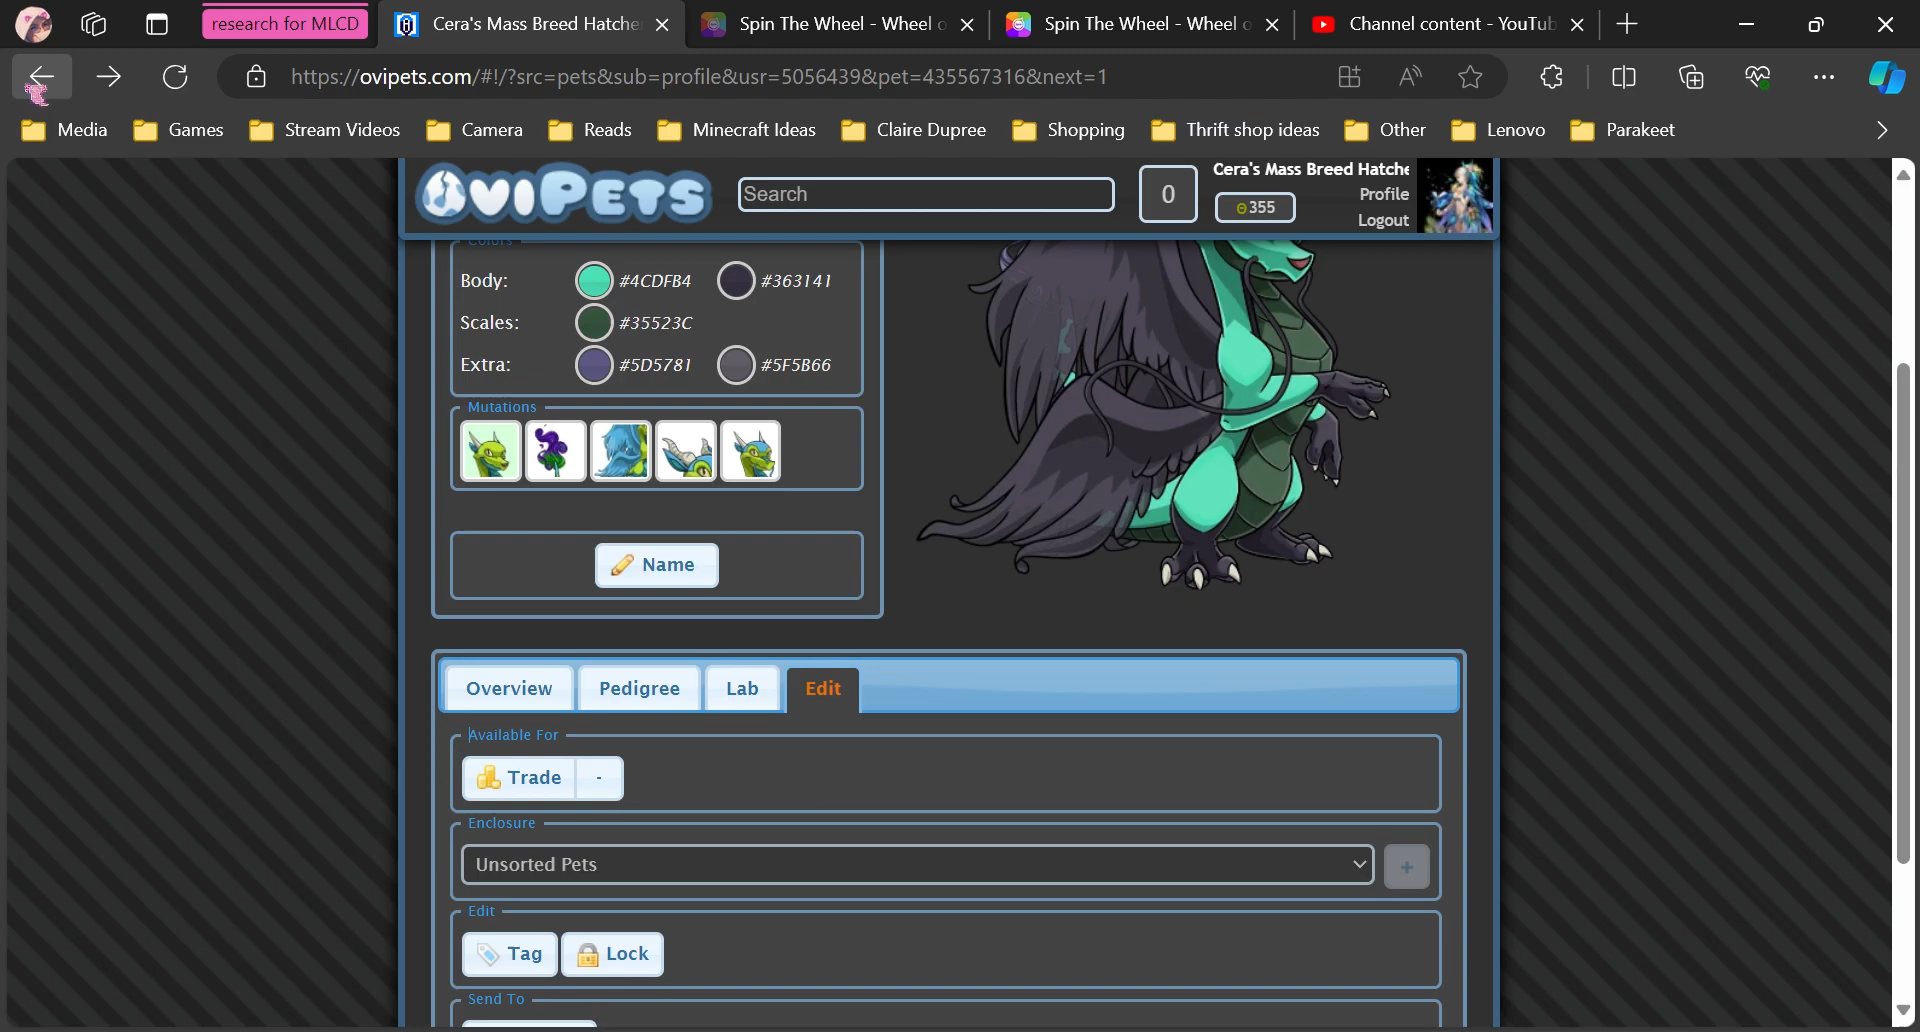 research for MLCD
Cera's Mass Breed Hatche
Spin The Wheel - Wheel o
Spin The Wheel - Wheel o
Channel content - YouTub
https://ovipets.com/#!/?src=pets&sub=profile&usr=5056439&pet=435567316&next=1
Media
Games
Stream Videos
Camera
Reads
Minecraft Ideas
Claire Dupree
Shopping
Thrift shop ideas
Other
Lenovo
Parakeet
OviPets
Search
0
Cera's Mass Breed Hatche
355
Profile
Logout
Colors
Body: #4CDFB4 #363141
Scales: #35523C
Extra: #5D5781 #5F5B66
Mutations
Name
Overview
Pedigree
Lab
Edit
Available For
Trade -
Enclosure
Unsorted Pets
+
Edit
Tag
Lock
Send To